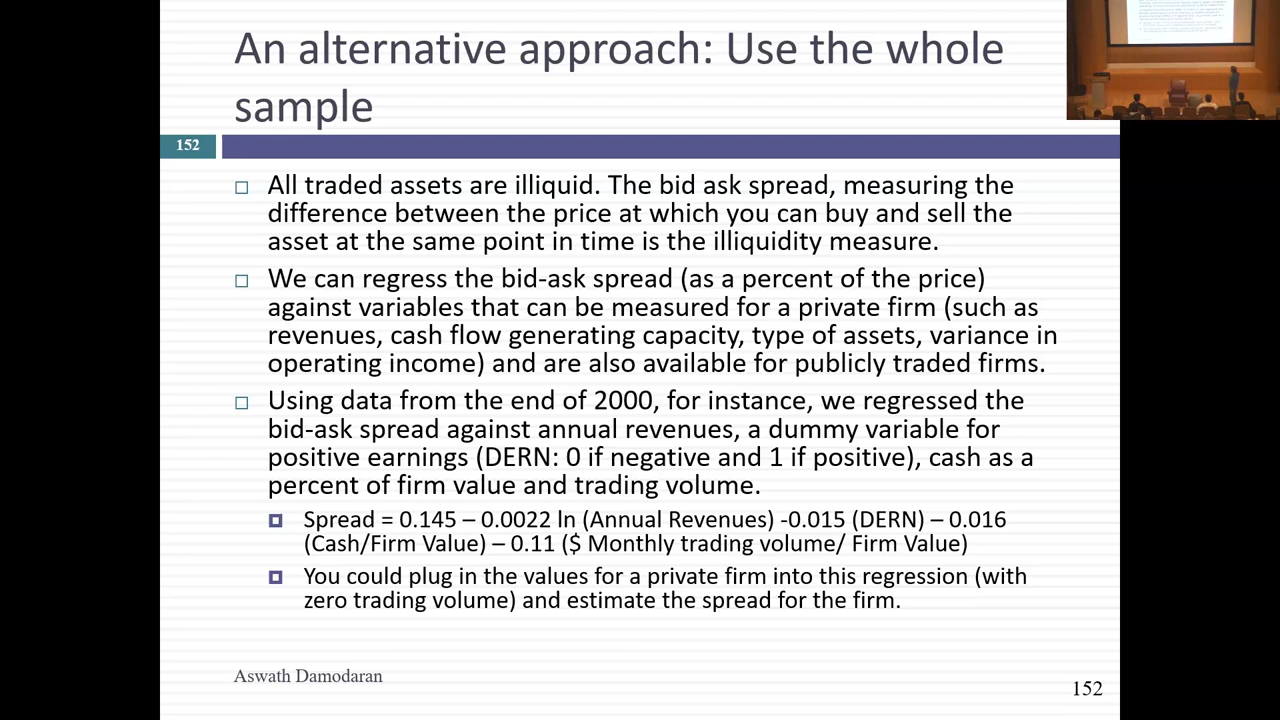 An alternative approach: Use the whole
sample
152
□ All traded assets are illiquid. The bid ask spread, measuring the
difference between the price at which you can buy and sell the
asset at the same point in time is the illiquidity measure.
□ We can regress the bid-ask spread (as a percent of the price)
against variables that can be measured for a private firm (such as
revenues, cash flow generating capacity, type of assets, variance in
operating income) and are also available for publicly traded firms.
□ Using data from the end of 2000, for instance, we regressed the
bid-ask spread against annual revenues, a dummy variable for
positive earnings (DERN: 0 if negative and 1 if positive), cash as a
percent of firm value and trading volume.
Spread = 0.145 – 0.0022 ln (Annual Revenues) -0.015 (DERN) – 0.016
(Cash/Firm Value) – 0.11 ($ Monthly trading volume/ Firm Value)
You could plug in the values for a private firm into this regression (with
zero trading volume) and estimate the spread for the firm.
Aswath Damodaran
152